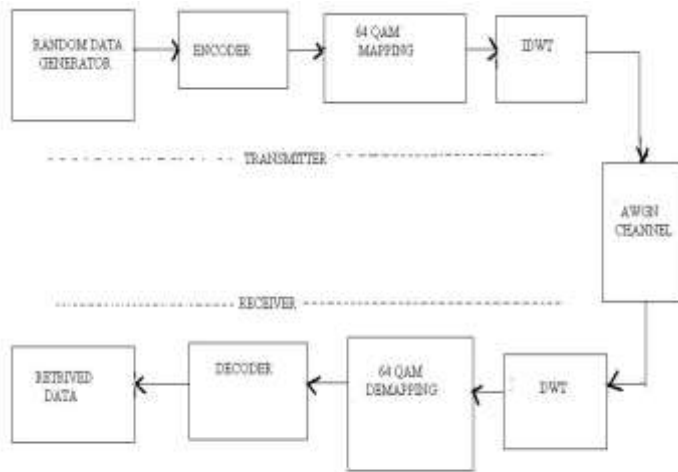 RANDOM DATA
GENERATOR
ENCODER
64 QAM
MAPPING
IDWT
TRANSMITTER
AWGN
CHANNEL
RECEIVER
RETRIVED
DATA
DECODER
64 QAM
DEMAPPING
DWT